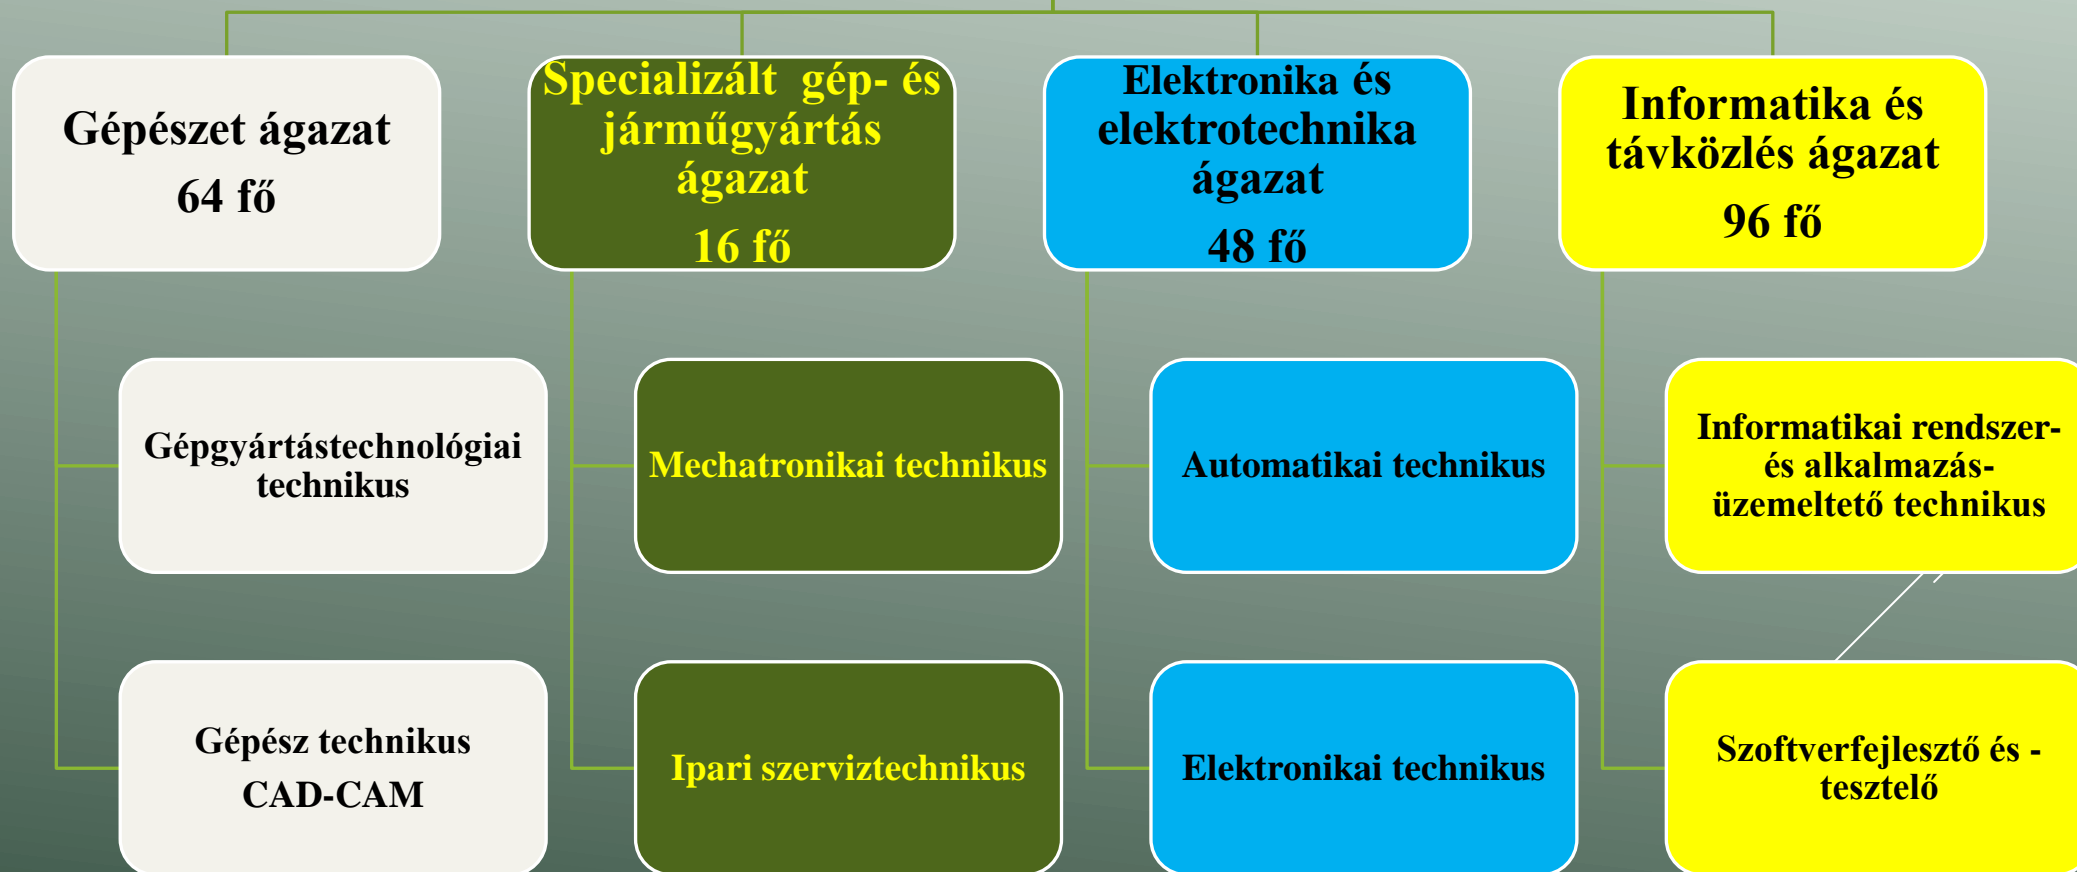 Gépészet ágazat
64 fő
Specializált gép- és
járműgyártás
ágazat
16 fő
Elektronika és
elektrotechnika
ágazat
48 fő
Informatika és
távközlés ágazat
96 fő
Gépgyártástechnológiai
technikus
Mechatronikai technikus
Automatikai technikus
Informatikai rendszer-
és alkalmazás-
üzemeltető technikus
Gépész technikus
CAD-CAM
Ipari szerviztechnikus
Elektronikai technikus
Szoftverfejlesztő és -
tesztelő